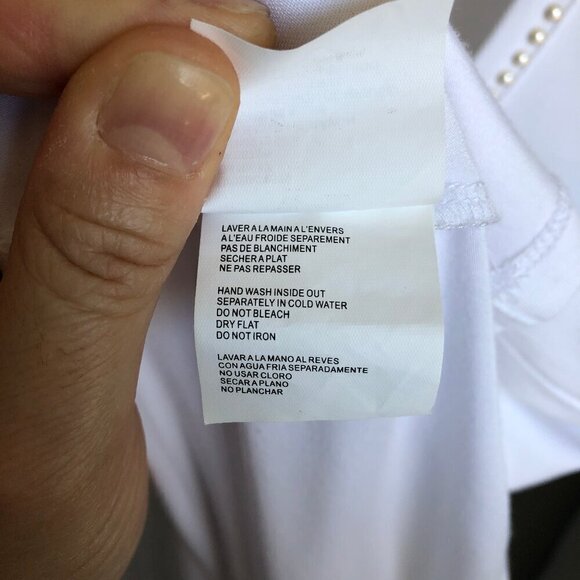 LAVER A LA MAIN A L'ENVERS
A L'EAU FROIDE SEPAREMENT
PAS DE BLANCHIMENT
SECHER A PLAT
NE PAS REPASSER
HAND WASH INSIDE OUT
SEPARATELY IN COLD WATER
DO NOT BLEACH
DRY FLAT
DO NOT IRON
LAVAR A LA MANO AL REVES
CON AGUA FRIA SEPARADAMENTE
NO USAR CLORO
SECAR A PLANO
NO PLANCHAR